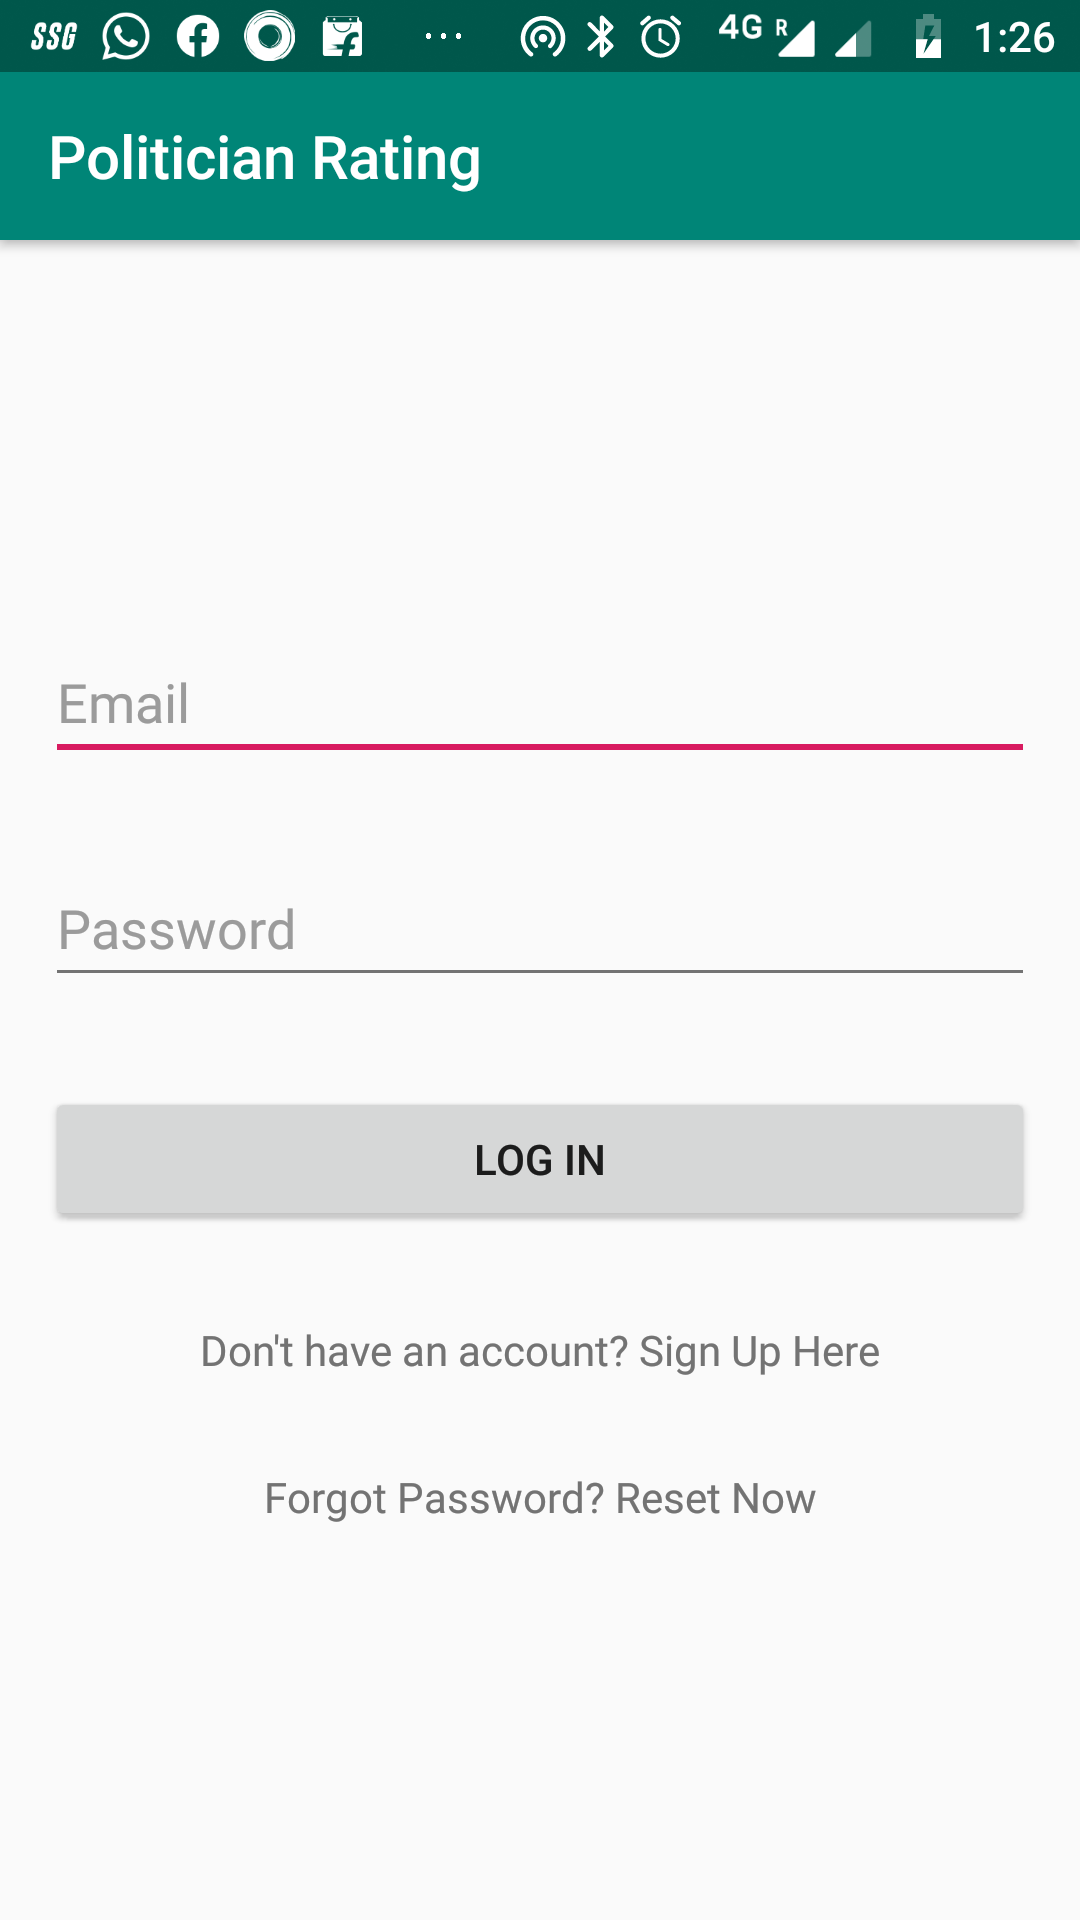 SSG ... 4G R 1:26
Politician Rating
Email
Password
LOG IN
Don't have an account? Sign Up Here
Forgot Password? Reset Now